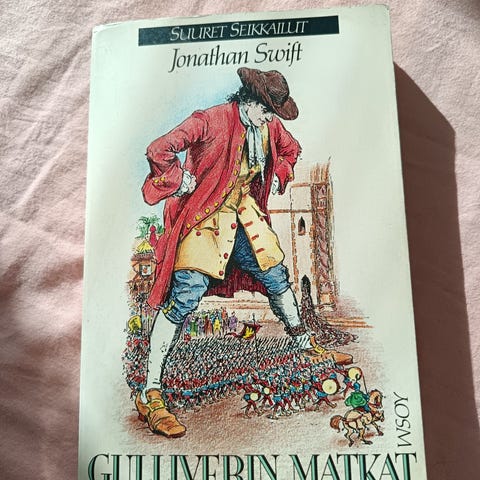 SUURET SEIKKAILUT
Jonathan Swift
WSOY
GULLIVERIN MATKAT